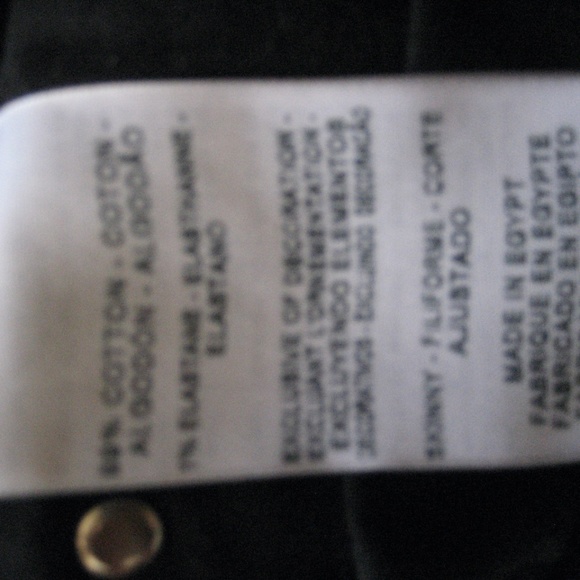 COTTON - COTON -
ALGODÓN - ALGODÃO
ELASTANE - ELASTHANNE -
ELASTANO
EXCLUSIVE OF DECORATION -
EXCLUANT L'ORNEMENTATION -
EXCLUYENDO ELEMENTOS
SKINNY - FILIFORME - CORTE
AJUSTADO
MADE IN EGYPT
FABRIQUE EN EGYPTE
FABRICADO EN EGIPTO